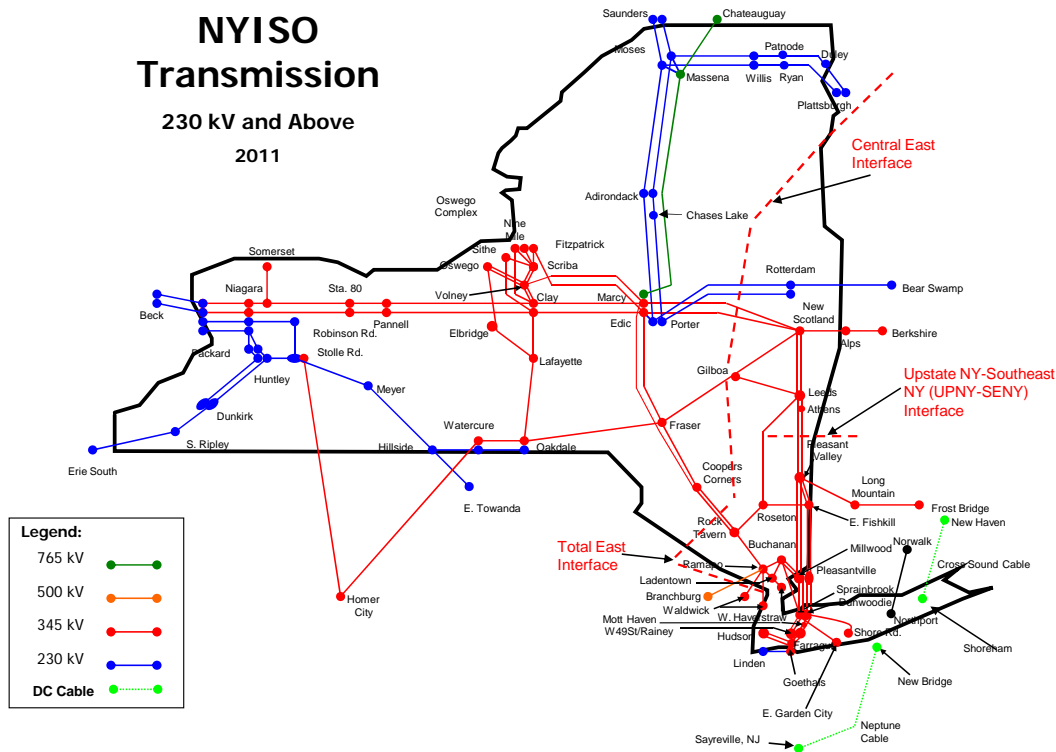 NYISO
Transmission
230 kV and Above
2011
Saunders
Chateauguay
Moses
Massena
Patnode
Duley
Willis
Ryan
Plattsburgh
Central East
Interface
Adirondack
Chases Lake
Oswego
Complex
Nine
Mile
Sithe
Fitzpatrick
Oswego
Scriba
Somerset
Volney
Clay
Marcy
Rotterdam
Bear Swamp
Niagara
Sta. 80
Beck
Pannell
Edic
Porter
New
Scotland
Alps
Berkshire
Elbridge
Robinson Rd.
Packard
Stolle Rd.
Huntley
Lafayette
Gilboa
Upstate NY-Southeast
NY (UPNY-SENY)
Interface
Meyer
Leeds
Athens
Dunkirk
S. Ripley
Erie South
Watercure
Hillside
Oakdale
Fraser
Pleasant
Valley
E. Towanda
Coopers
Corners
Long
Mountain
Rock
Tavern
Roseton
E. Fishkill
Frost Bridge
New Haven
Legend:
765 kV
500 kV
345 kV
230 kV
DC Cable
Total East
Interface
Buchanan
Millwood
Norwalk
Ramapo
Ladentown
Pleasantville
Cross Sound Cable
Branchburg
Waldwick
Sprainbrook
Dunwoodie
W. Haverstraw
Homer
City
Mott Haven
W49St/Rainey
Hudson
Farragut
Shore Rd.
Northport
Shoreham
Linden
Goethals
New Bridge
E. Garden City
Neptune
Cable
Sayreville, NJ